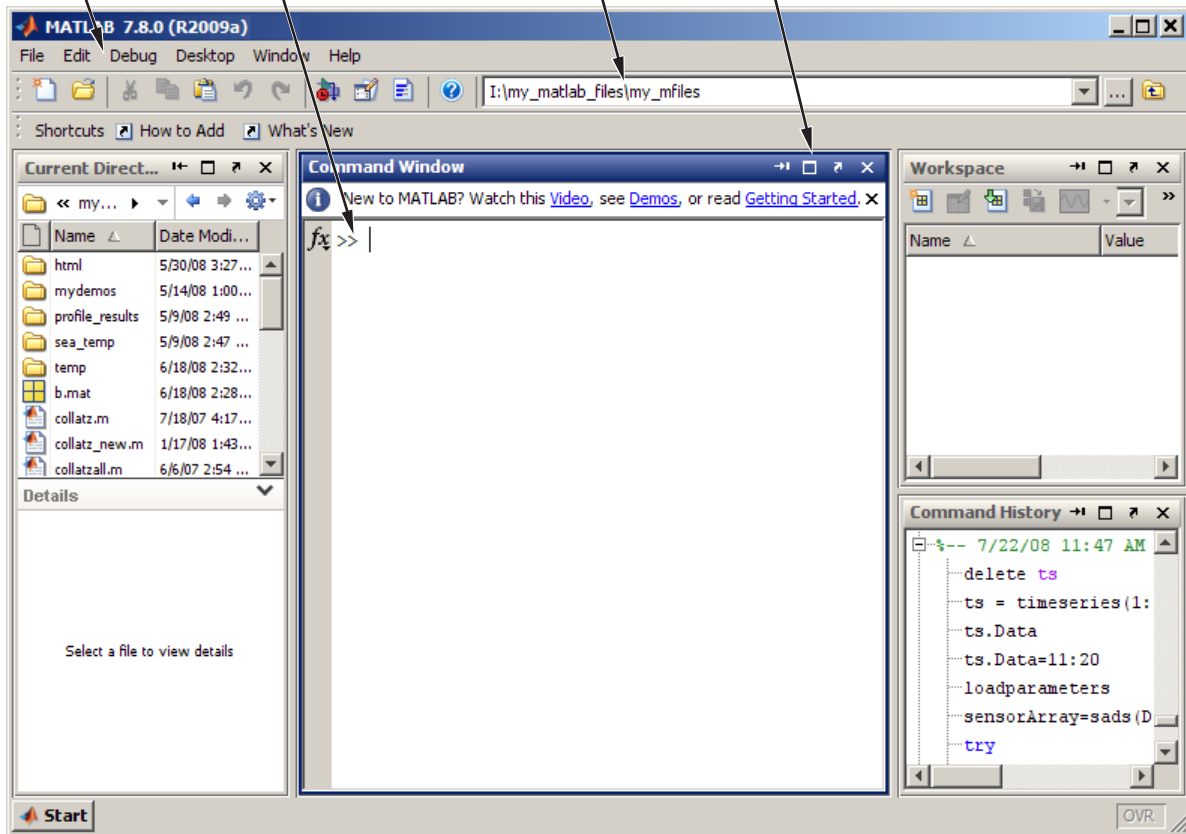 MATLAB 7.8.0 (R2009a)
File Edit Debug Desktop Window Help
I:\my_matlab_files\my_mfiles
...
Shortcuts How to Add What's New
Current Direct...
« my...
Name Date Modi...
html 5/30/08 3:27...
mydemos 5/14/08 1:00...
profile_results 5/9/08 2:49 ...
sea_temp 5/9/08 2:47 ...
temp 6/18/08 2:32...
b.mat 6/18/08 2:28...
collatz.m 7/18/07 4:17...
collatz_new.m 1/17/08 1:43...
collatzall.m 6/6/07 2:54 ...
Details
Select a file to view details
Command Window
New to MATLAB? Watch this Video, see Demos, or read Getting Started.
fx >>
Workspace
»
Name Value
Command History
%-- 7/22/08 11:47 AM
delete ts
ts = timeseries(1:
ts.Data
ts.Data=11:20
loadparameters
sensorArray=sads(D
try
Start
OVR